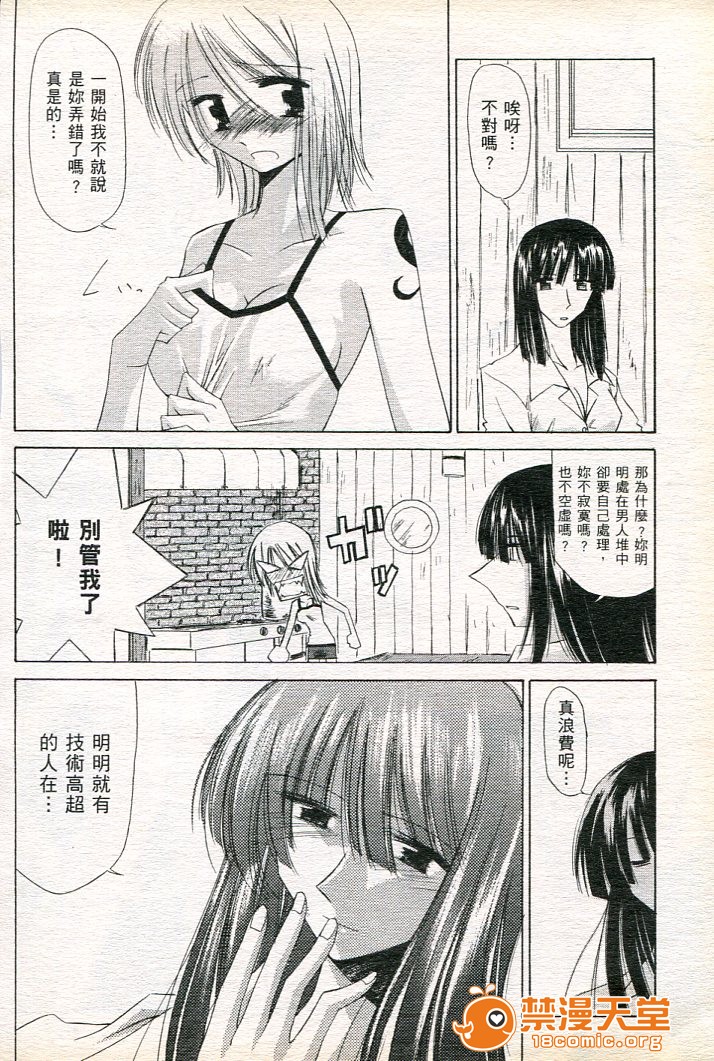 唉呀…
不對嗎？
一開始我不就說
是妳弄錯了嗎？
真是的…
那為什麼？妳明
明處在男人堆中
卻要自己處理，
妳不寂寞嗎？
也不空虛嗎？
ガガッ
別管我了
啦！
真浪費呢…
明明就有
技術高超
的人在…
禁漫天堂
18comic.org